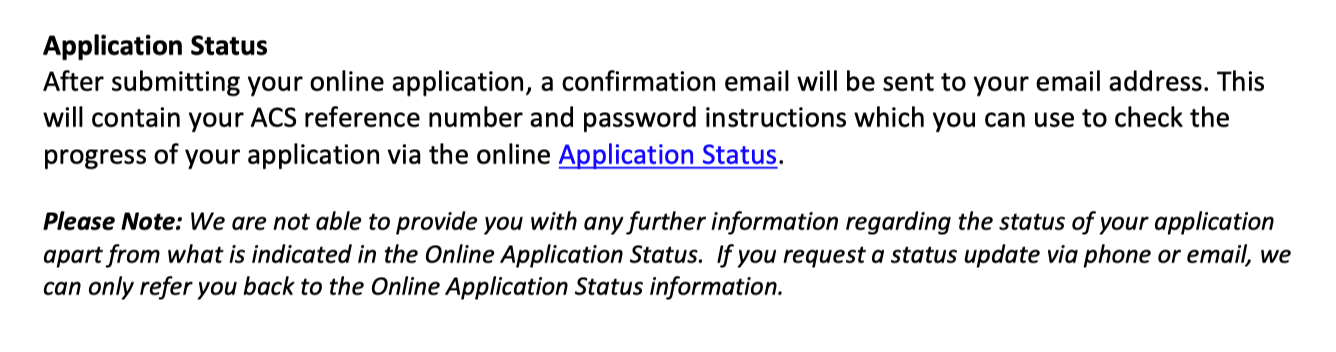 Application Status
After submitting your online application, a confirmation email will be sent to your email address. This
will contain your ACS reference number and password instructions which you can use to check the
progress of your application via the online Application Status.
Please Note: We are not able to provide you with any further information regarding the status of your application
apart from what is indicated in the Online Application Status.  If you request a status update via phone or email, we
can only refer you back to the Online Application Status information.